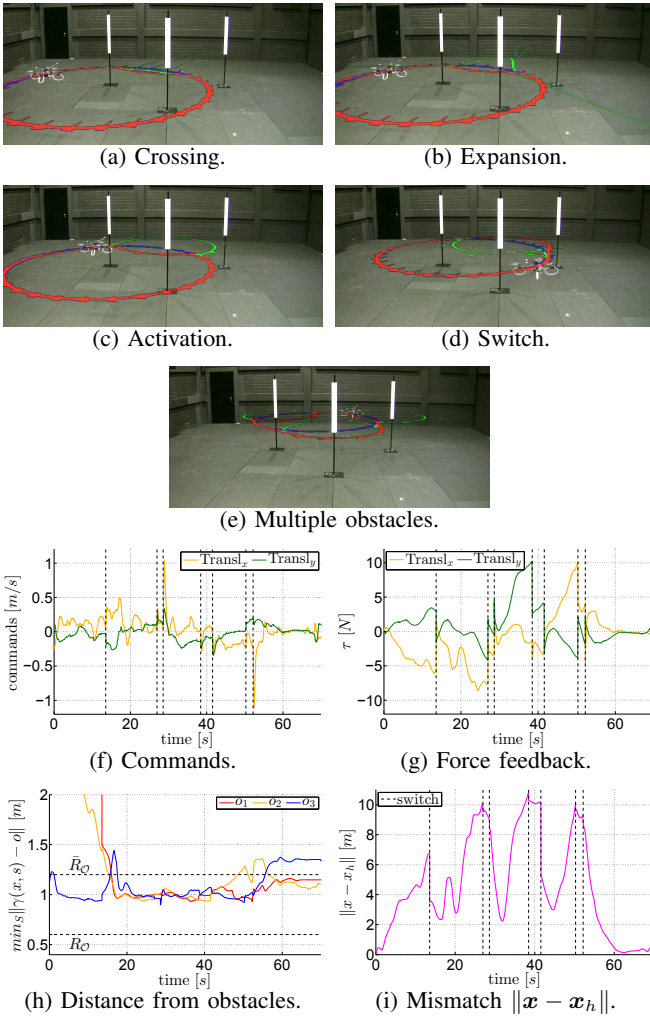 (a) Crossing.
(b) Expansion.
(c) Activation.
(d) Switch.
(e) Multiple obstacles.
1
0.5
0
−0.5
−1
commands [m/s]
Transl_x Transl_y
0 20 40 60
time [s]
(f) Commands.
10
5
0
−5
−10
τ [N]
Transl_x Transl_y
0 20 40 60
time [s]
(g) Force feedback.
2
1.5
1
0.5
min_S‖γ(x, s) − o‖ [m]
o_1 o_2 o_3
R̄_O
R_O
0 20 40 60
time [s]
(h) Distance from obstacles.
10
8
6
4
2
0
‖x − x_h‖ [m]
switch
0 20 40 60
time [s]
(i) Mismatch ‖x − x_h‖.